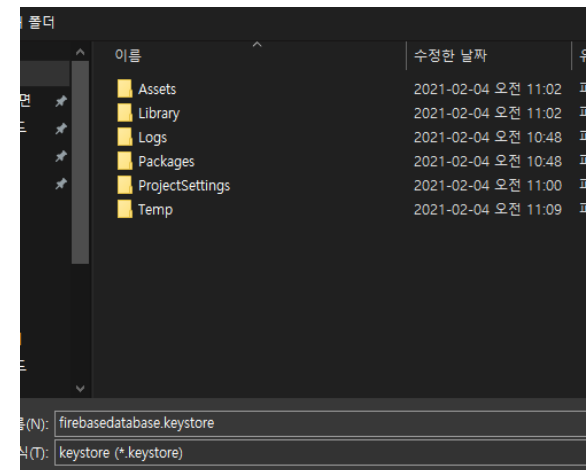 폴더
이름 수정한 날짜
Assets 2021-02-04 오전 11:02
Library 2021-02-04 오전 11:02
Logs 2021-02-04 오전 10:48
Packages 2021-02-04 오전 10:48
ProjectSettings 2021-02-04 오전 11:00
Temp 2021-02-04 오전 11:09
(N): firebasedatabase.keystore
식(T): keystore (*.keystore)